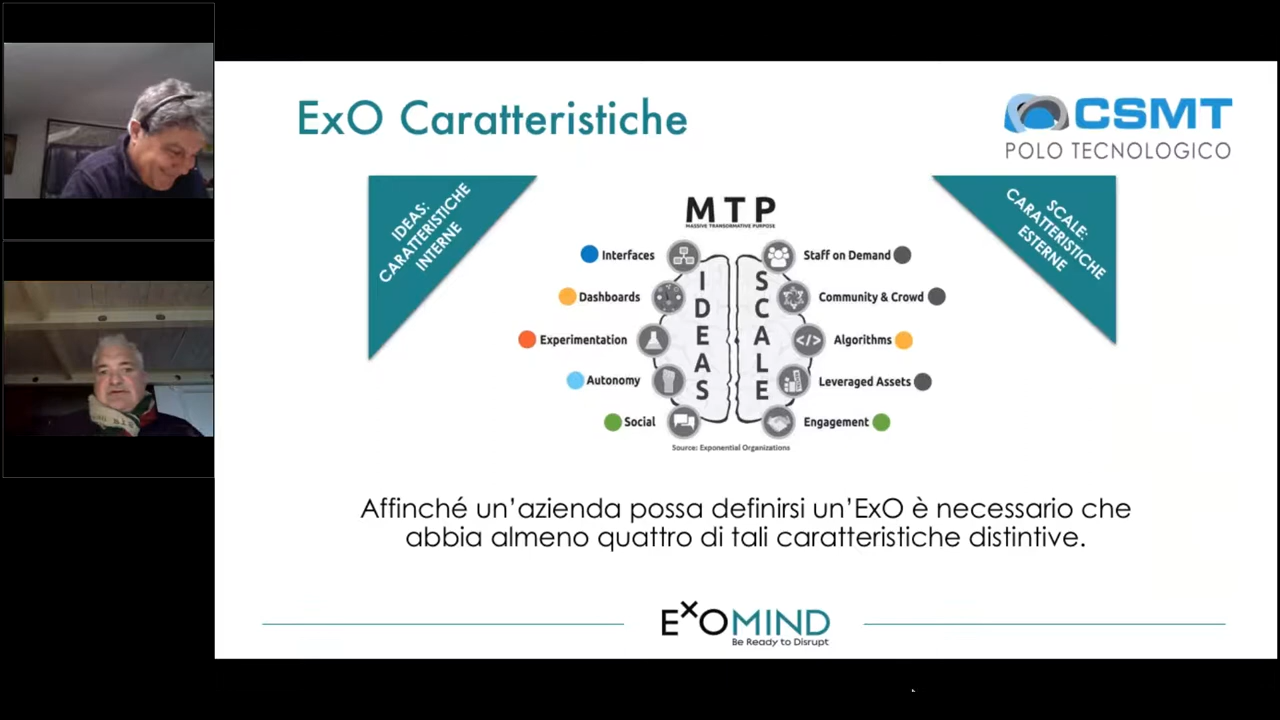 ExO Caratteristiche
CSMT
POLO TECNOLOGICO
IDEAS:
CARATTERISTICHE
INTERNE
SCALE:
CARATTERISTICHE
ESTERNE
MTP
MASSIVE TRANSFORMATIVE PURPOSE
Interfaces
Dashboards
Experimentation
Autonomy
Social
IDEAS
SCALE
</>
Staff on Demand
Community & Crowd
Algorithms
Leveraged Assets
Engagement
Source: Exponential Organizations
Affinché un’azienda possa definirsi un’ExO è necessario che
abbia almeno quattro di tali caratteristiche distintive.
ExOMIND
Be Ready to Disrupt